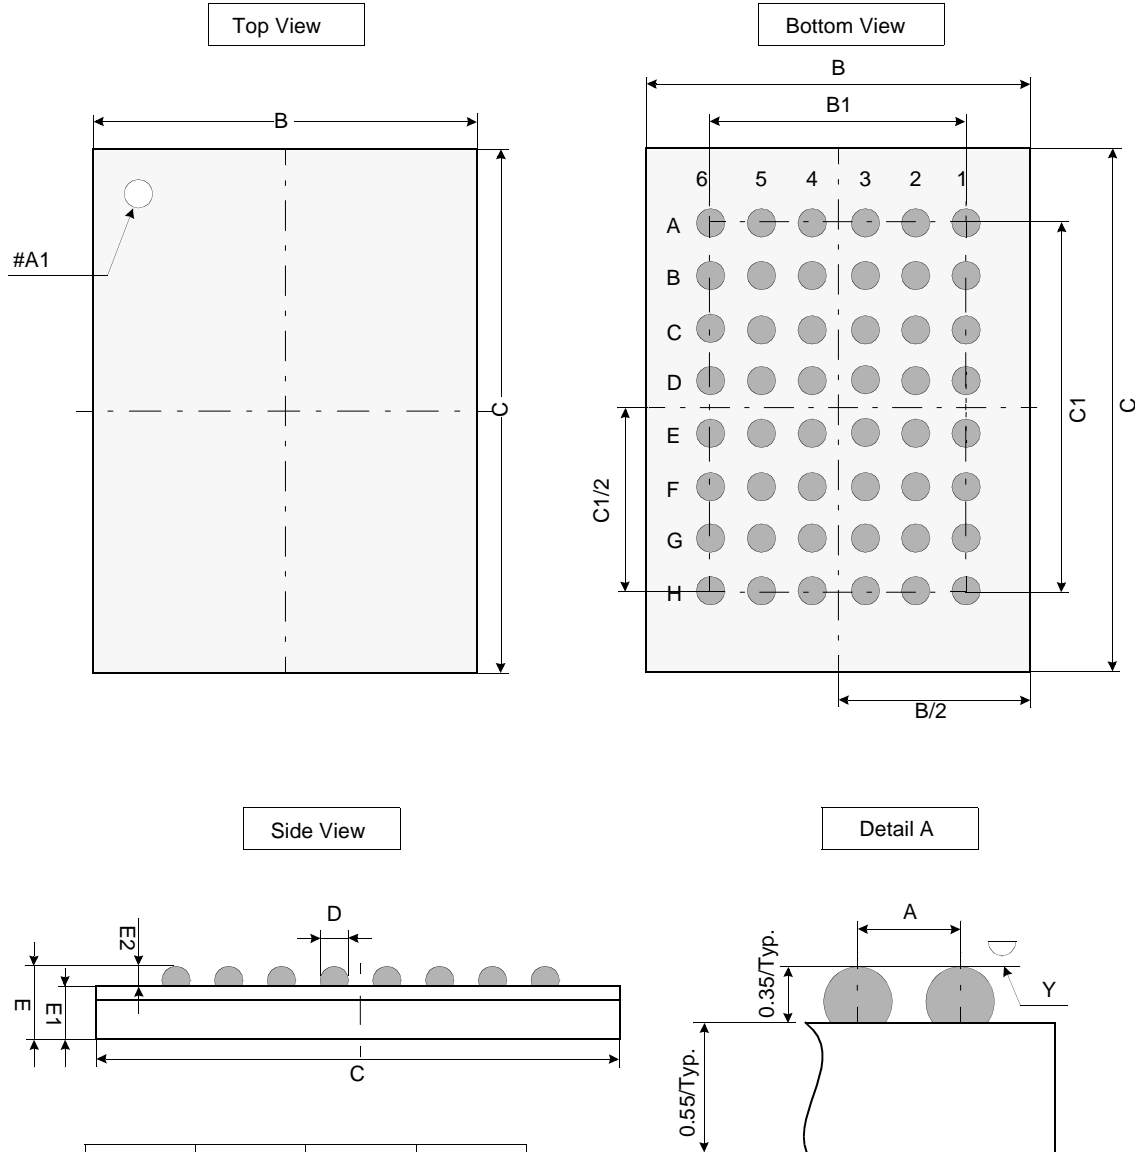 Top View
Bottom View
B
B1
B
6 5 4 3 2 1
A
#A1
B
C
D
C
C1
C
E
C1/2
F
G
H
B/2
Side View
Detail A
D
E2
E
E1
C
A
0.35/Typ.
Y
0.55/Typ.